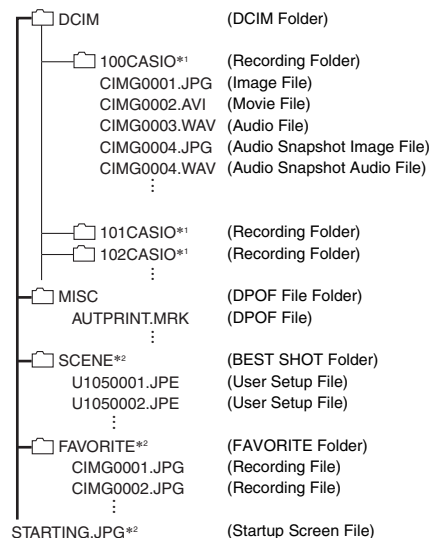 DCIM (DCIM Folder)
100CASIO*1 (Recording Folder)
CIMG0001.JPG (Image File)
CIMG0002.AVI (Movie File)
CIMG0003.WAV (Audio File)
CIMG0004.JPG (Audio Snapshot Image File)
CIMG0004.WAV (Audio Snapshot Audio File)
101CASIO*1 (Recording Folder)
102CASIO*1 (Recording Folder)
MISC (DPOF File Folder)
AUTPRINT.MRK (DPOF File)
SCENE*2 (BEST SHOT Folder)
U1050001.JPE (User Setup File)
U1050002.JPE (User Setup File)
FAVORITE*2 (FAVORITE Folder)
CIMG0001.JPG (Recording File)
CIMG0002.JPG (Recording File)
STARTING.JPG*2 (Startup Screen File)